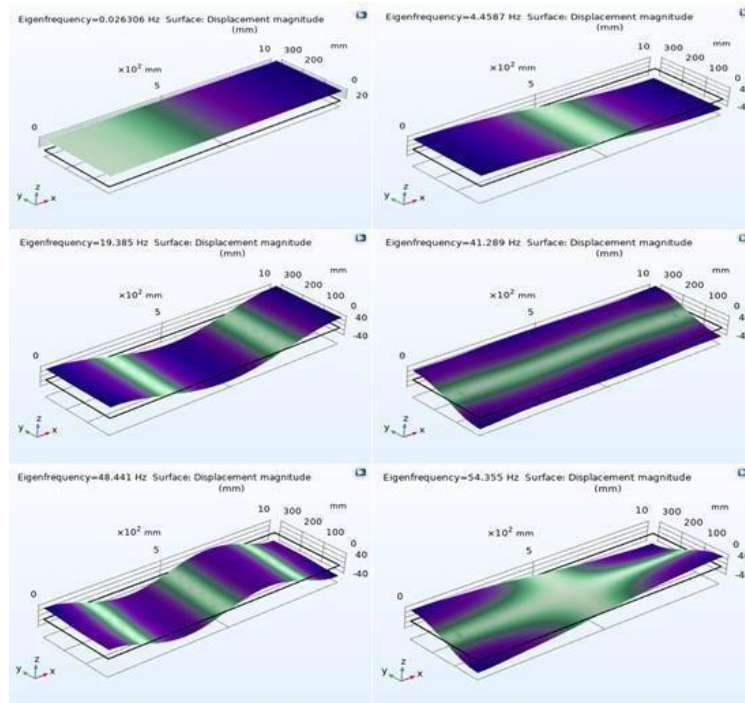 Eigenfrequency=0.026306 Hz Surface: Displacement magnitude
(mm)
10
300
mm
200
×10² mm
5
0
20
0
y z x
Eigenfrequency=4.4587 Hz Surface: Displacement magnitude
(mm)
10
300
mm
200
100
×10² mm
5
0
0
y z x
Eigenfrequency=19.385 Hz Surface: Displacement magnitude
(mm)
10
300
mm
200
100
×10² mm
5
0
40
-40
0
y z x
Eigenfrequency=41.289 Hz Surface: Displacement magnitude
(mm)
10
300
mm
200
100
×10² mm
5
0
40
-40
0
y z x
Eigenfrequency=48.441 Hz Surface: Displacement magnitude
(mm)
10
300
mm
200
100
×10² mm
5
0
40
-40
0
y z x
Eigenfrequency=54.355 Hz Surface: Displacement magnitude
(mm)
10
300
mm
200
100
×10² mm
5
0
40
-40
0
y z x